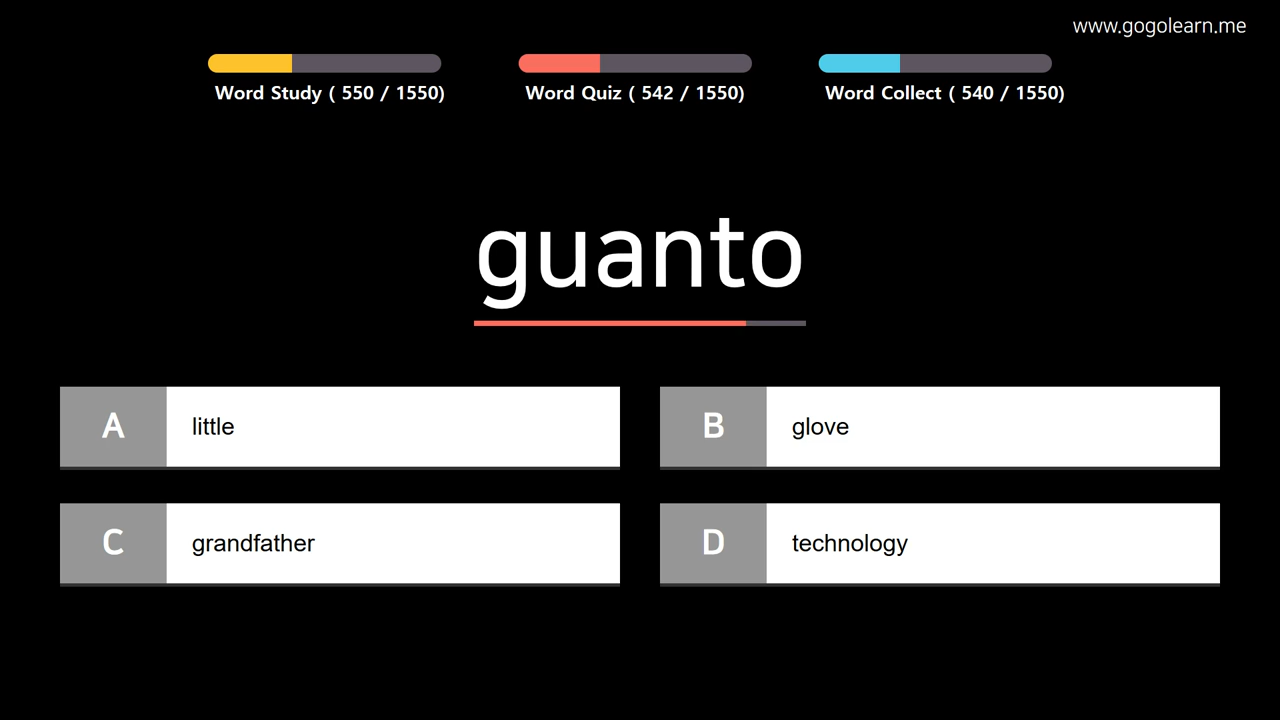 www.gogolearn.me
Word Study ( 550 / 1550)
Word Quiz ( 542 / 1550)
Word Collect ( 540 / 1550)
guanto
A
little
B
glove
C
grandfather
D
technology